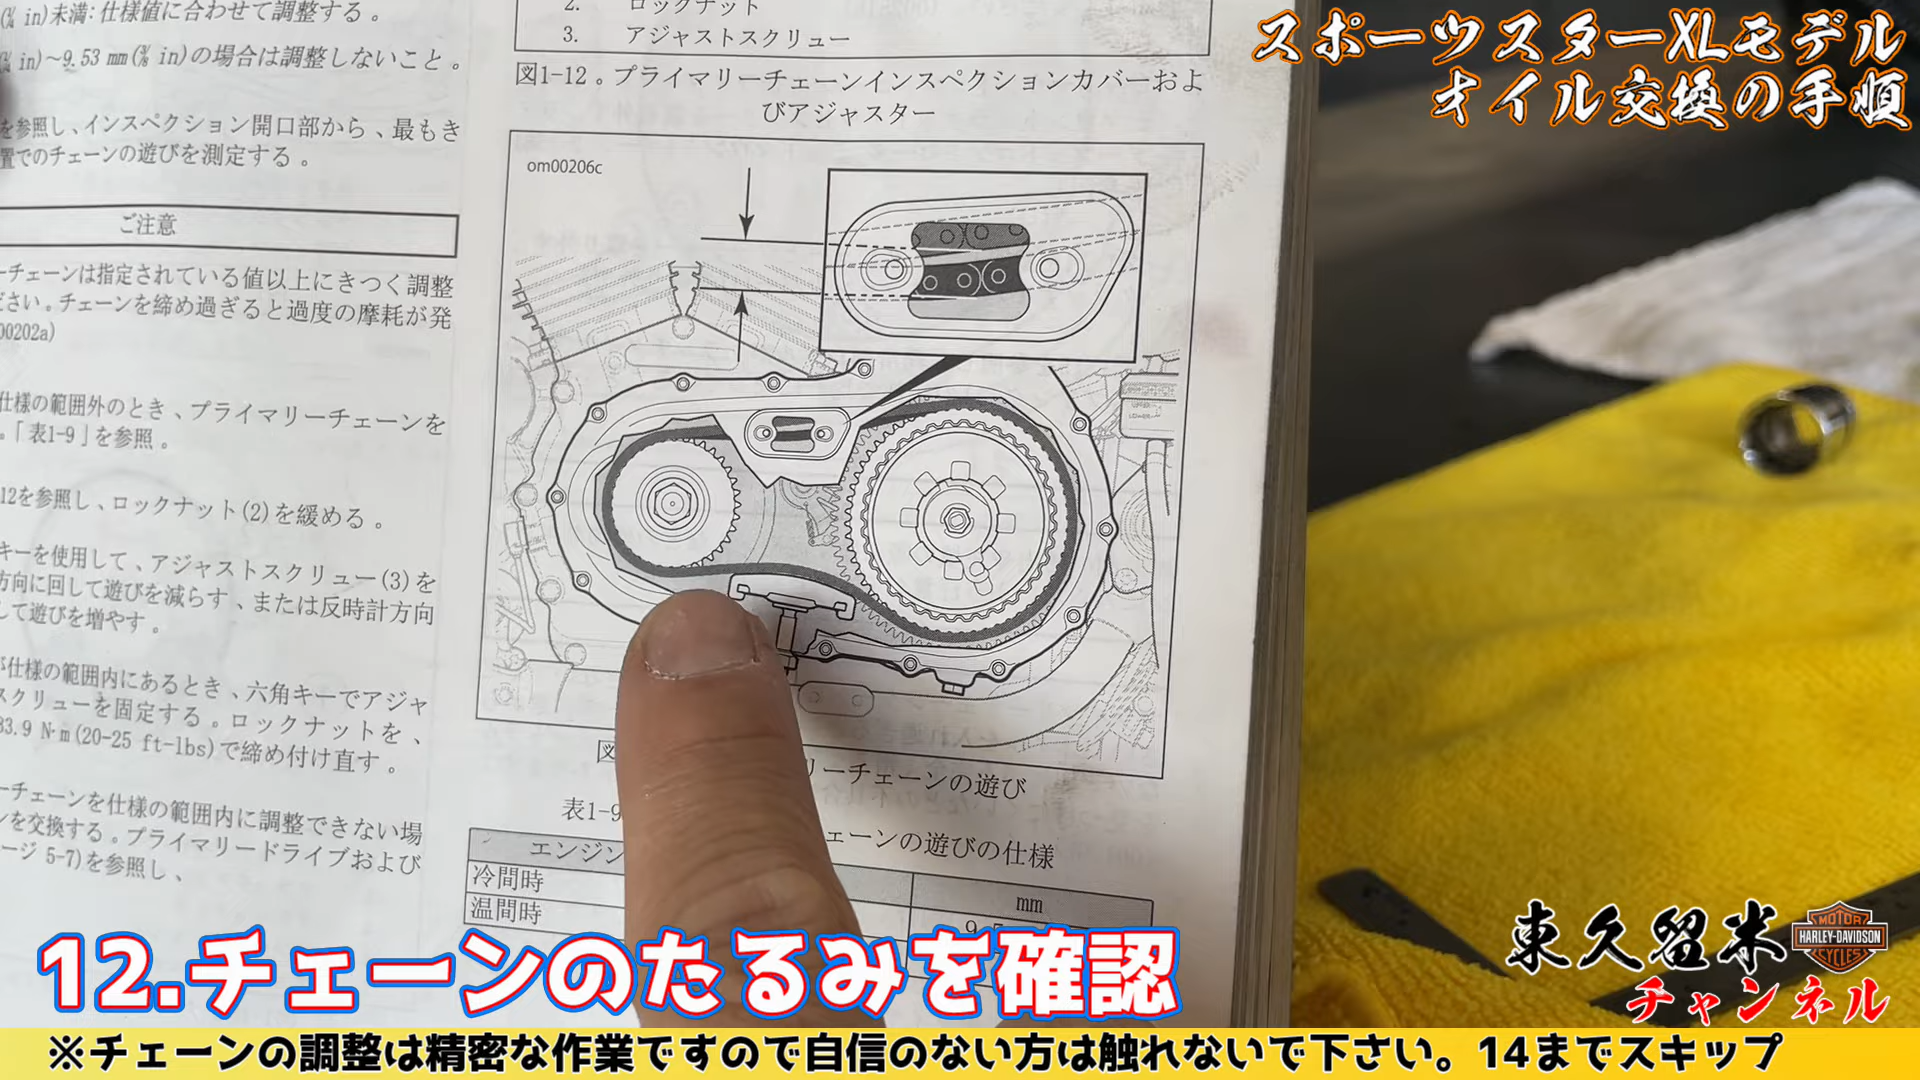 (⅝ in)未満:仕様値に合わせて調整する。
in)～9.53 mm(⅜ in)の場合は調整しないこと。
を参照し、インスペクション開口部から、最もき
置でのチェーンの遊びを測定する。
ご注意
ーチェーンは指定されている値以上にきつく調整
ださい。チェーンを締め過ぎると過度の摩耗が発
00202a)
仕様の範囲外のとき、プライマリーチェーンを
。「表1-9」を参照。
12を参照し、ロックナット(2)を緩める。
キーを使用して、アジャストスクリュー(3)を
方向に回して遊びを減らす、または反時計方向
して遊びを増やす。
が仕様の範囲内にあるとき、六角キーでアジャ
スクリューを固定する。ロックナットを、
33.9 N·m(20-25 ft-lbs)で締め付け直す。
ーチェーンを仕様の範囲内に調整できない場
ンを交換する。プライマリードライブおよび
ージ 5-7)を参照し、
2. ロックナット
3. アジャストスクリュー
図1-12。プライマリーチェーンインスペクションカバーおよ
びアジャスター
om00206c
図
リーチェーンの遊び
表1-9
ェーンの遊びの仕様
エンジン
mm
冷間時
温間時
スポーツスターXLモデル
オイル交換の手順
東久留米
MOTOR
HARLEY-DAVIDSON
CYCLES
チャンネル
12.チェーンのたるみを確認
※チェーンの調整は精密な作業ですので自信のない方は触れないで下さい。14までスキップ